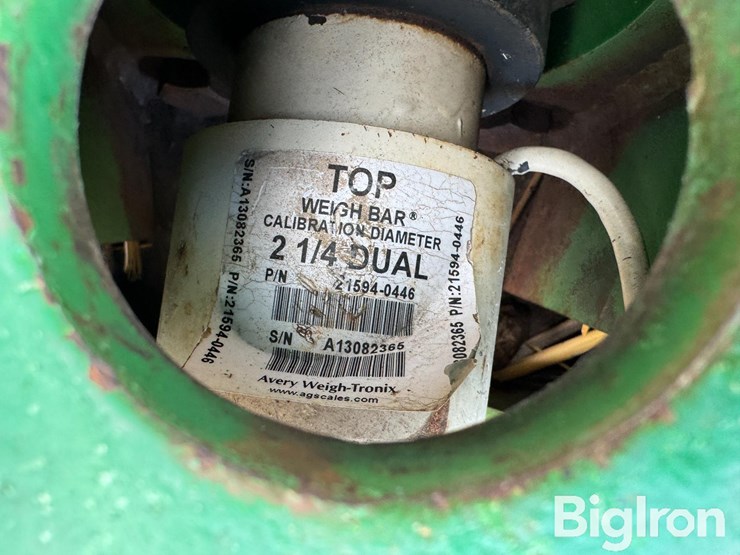 TOP
WEIGH BAR®
CALIBRATION DIAMETER
2 1/4 DUAL
P/N 21594-0446
S/N A13082365
Avery Weigh-Tronix
www.agscales.com
S/N:A13082365 P/N:21594-0446
082365 P/N:21594-0446
BigIron